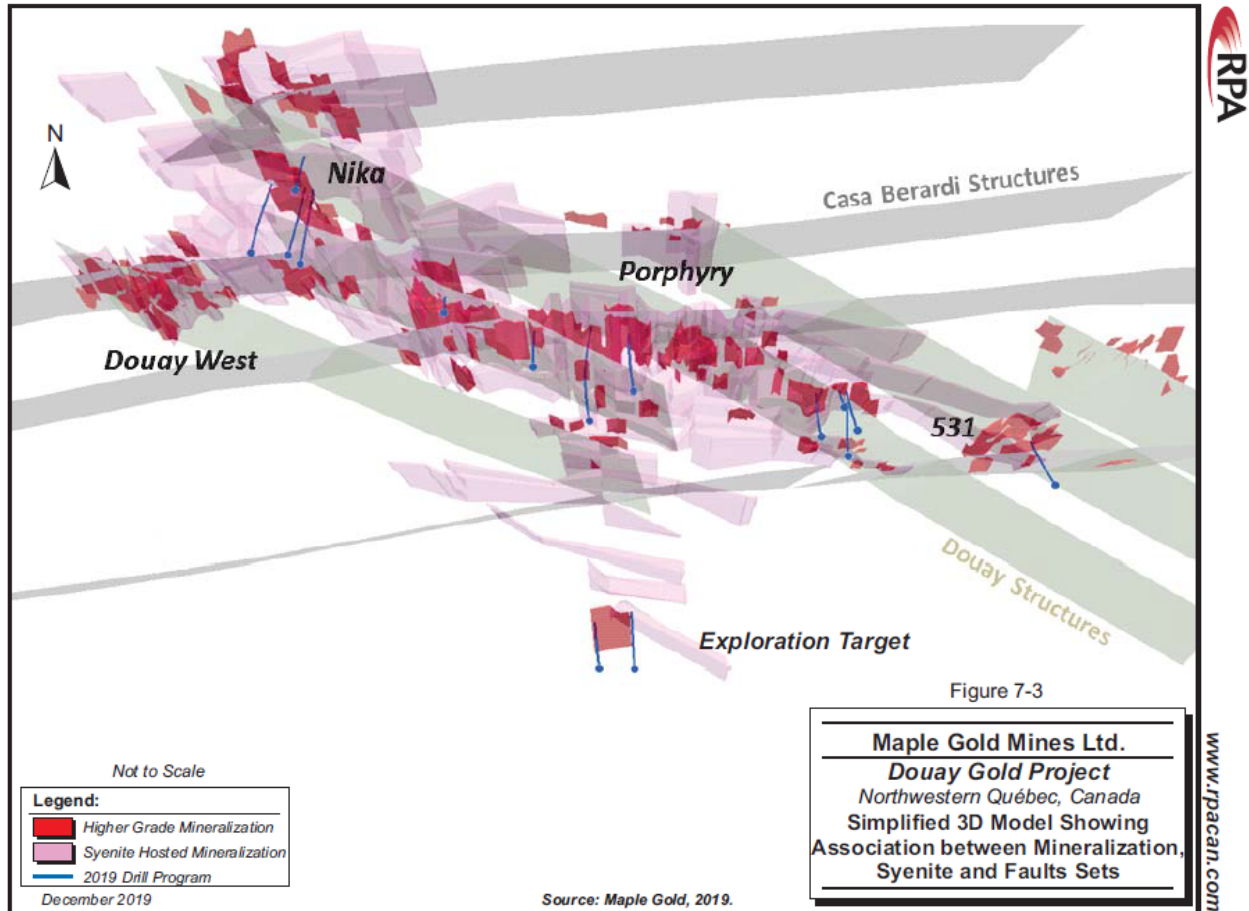 RPA
N
Nika
Casa Berardi Structures
Porphyry
Douay West
531
Douay Structures
Exploration Target
Figure 7-3
Maple Gold Mines Ltd.
Douay Gold Project
Northwestern Québec, Canada
Simplified 3D Model Showing
Association between Mineralization,
Syenite and Faults Sets
Not to Scale
Legend:
Higher Grade Mineralization
Syenite Hosted Mineralization
2019 Drill Program
December 2019
Source: Maple Gold, 2019.
www.rpacan.com